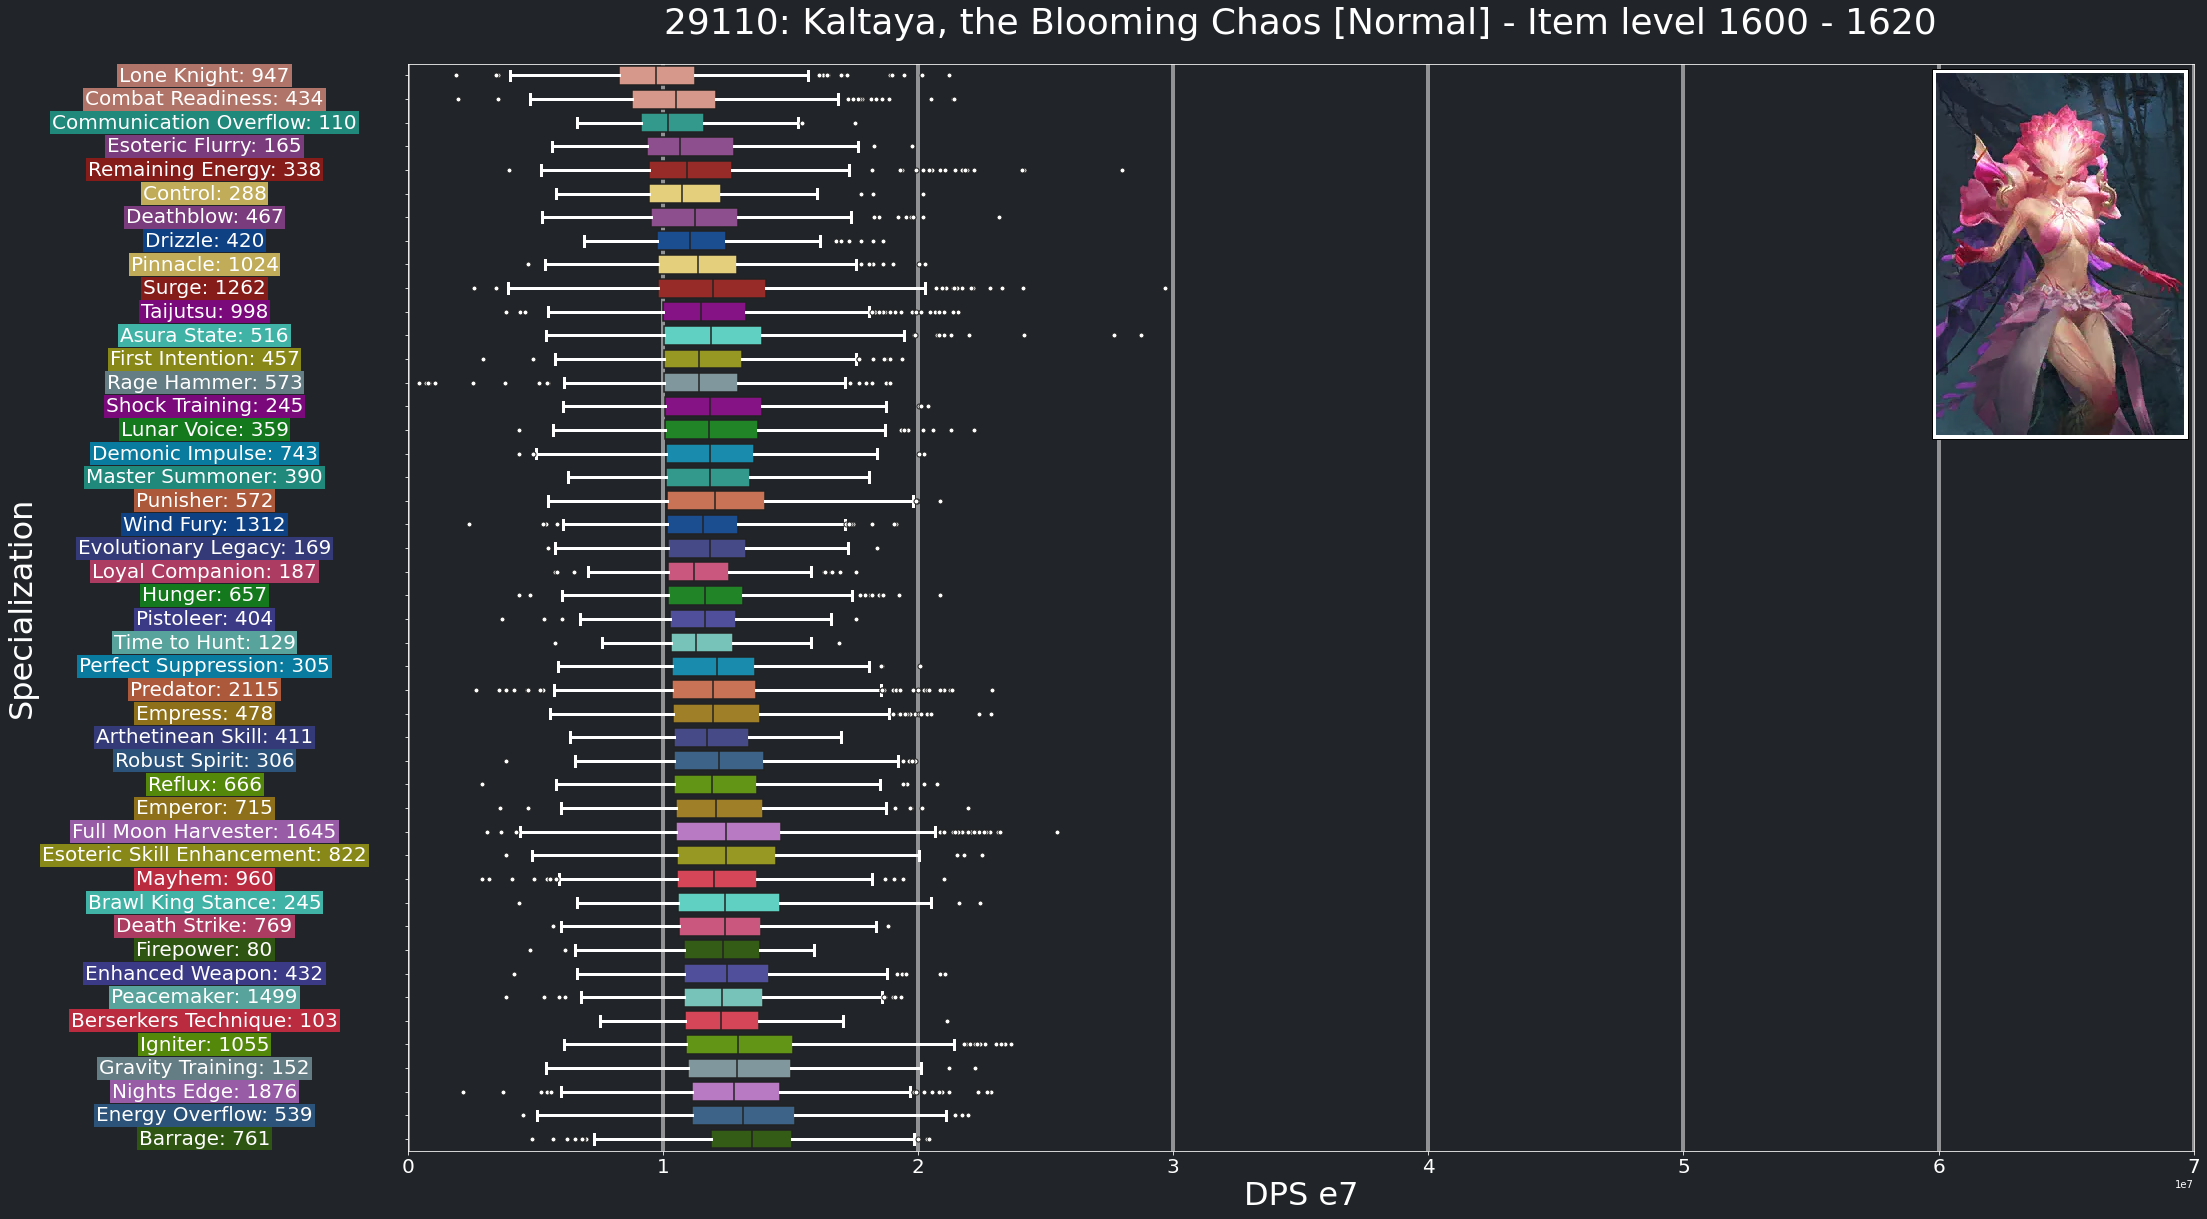 29110: Kaltaya, the Blooming Chaos [Normal] - Item level 1600 - 1620
Lone Knight: 947
Combat Readiness: 434
Communication Overflow: 110
Esoteric Flurry: 165
Remaining Energy: 338
Control: 288
Deathblow: 467
Drizzle: 420
Pinnacle: 1024
Surge: 1262
Taijutsu: 998
Asura State: 516
First Intention: 457
Rage Hammer: 573
Shock Training: 245
Lunar Voice: 359
Demonic Impulse: 743
Master Summoner: 390
Punisher: 572
Wind Fury: 1312
Evolutionary Legacy: 169
Loyal Companion: 187
Hunger: 657
Pistoleer: 404
Time to Hunt: 129
Perfect Suppression: 305
Predator: 2115
Empress: 478
Arthetinean Skill: 411
Robust Spirit: 306
Reflux: 666
Emperor: 715
Full Moon Harvester: 1645
Esoteric Skill Enhancement: 822
Mayhem: 960
Brawl King Stance: 245
Death Strike: 769
Firepower: 80
Enhanced Weapon: 432
Peacemaker: 1499
Berserkers Technique: 103
Igniter: 1055
Gravity Training: 152
Nights Edge: 1876
Energy Overflow: 539
Barrage: 761
Specialization
0 1 2 3 4 5 6 7
1e7
DPS e7